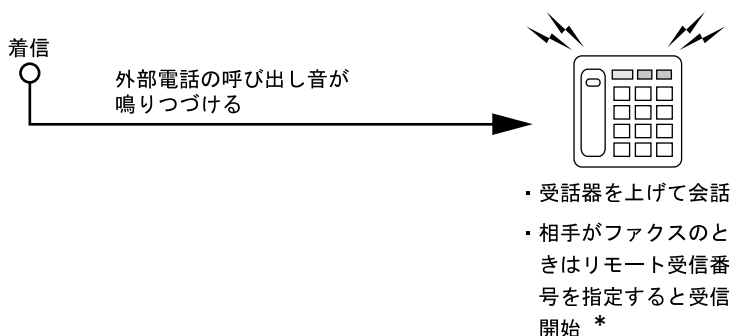 着信
外部電話の呼び出し音が
鳴りつづける
・受話器を上げて会話
・相手がファクスのと
きはリモート受信番
号を指定すると受信
開始 *